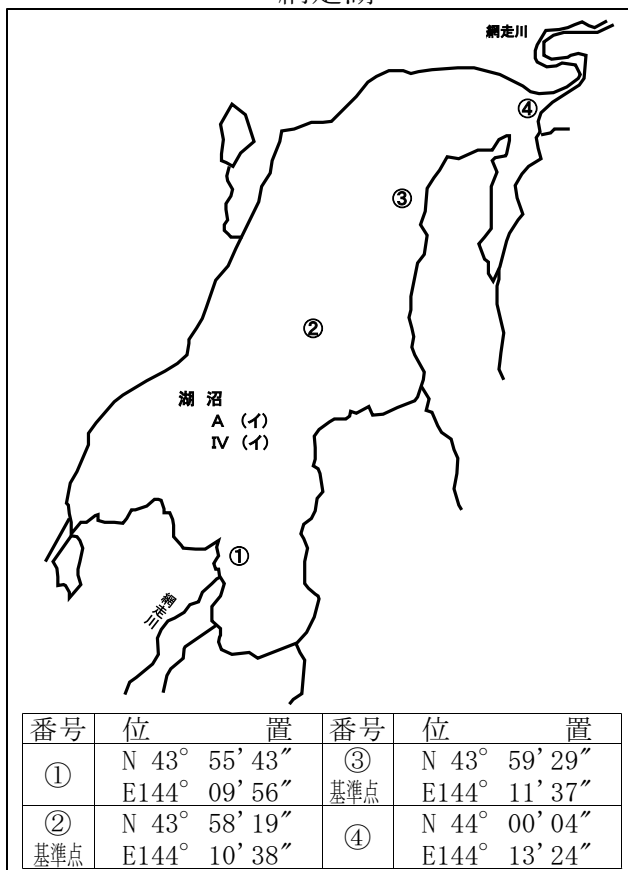 網走川
④
③
②
湖沼
A (イ)
Ⅳ (イ)
①
網走川
番号 位 置 番号 位 置
① N 43° 55'43″ ③ 基準点 N 43° 59'29″
E144° 09'56″ E144° 11'37″
② 基準点 N 43° 58'19″ ④ N 44° 00'04″
E144° 10'38″ E144° 13'24″